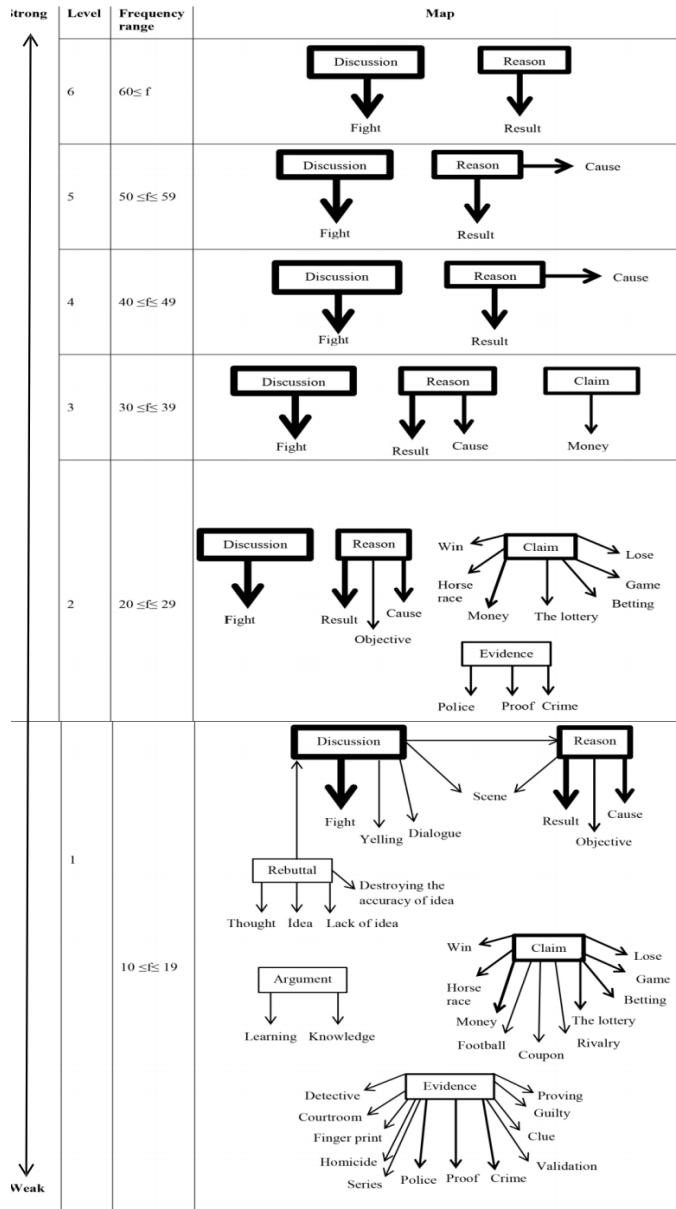 Strong Level Frequency Map
range
Discussion Reason
6 60≤ f
Fight Result
Discussion Reason Cause
5 50 ≤f≤ 59
Fight Result
Discussion Reason Cause
4 40 ≤f≤ 49
Fight Result
Discussion Reason Claim
3 30 ≤f≤ 39
Fight Result Cause Money
Discussion Reason Win Claim Lose
Horse Game
race
2 20 ≤f≤ 29
Fight Result Cause Money The lottery Betting
Objective
Evidence
Police Proof Crime
Discussion Reason
Scene
Fight Result Cause
Yelling Dialogue Objective
1
Rebuttal
Destroying the
accuracy of idea
Thought İdea Lack of idea
Win Claim Lose
10 ≤f≤ 19
Argument Horse Game
race Betting
Money The lottery
Learning Knowledge Football Rivalry
Coupon
Detective Evidence Proving
Courtroom Guilty
Finger print Clue
Homicide Validation
Series Police Proof Crime
Weak